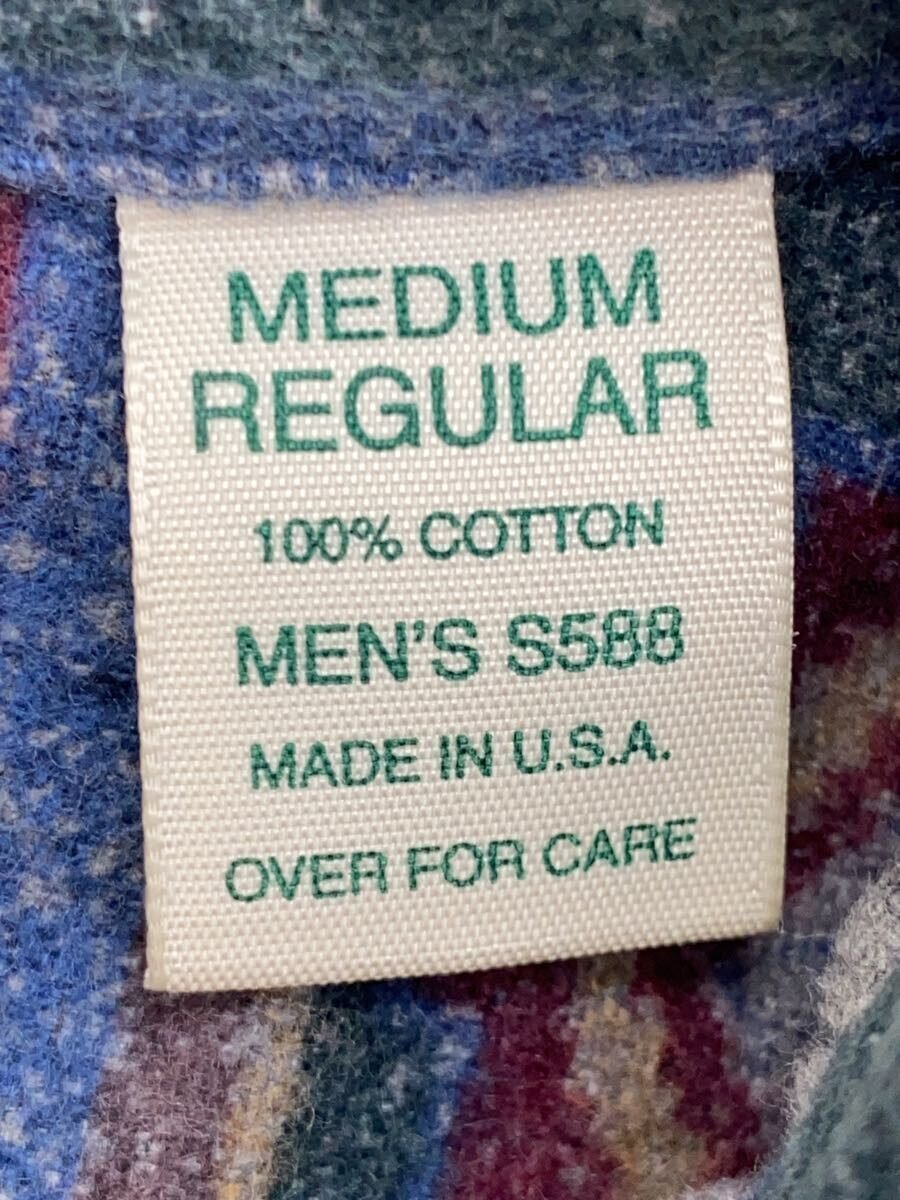 MEDIUM
REGULAR
100% COTTON
MEN'S S588
MADE IN U.S.A.
OVER FOR CARE